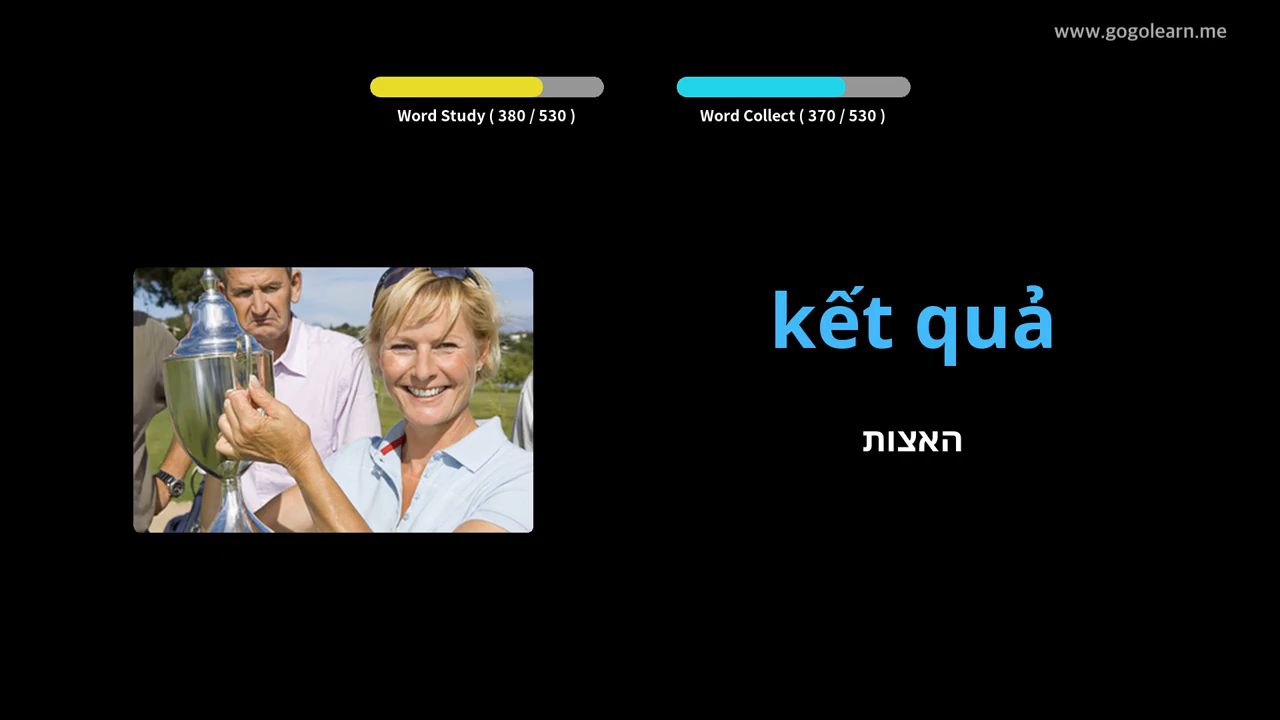 www.gogolearn.me
Word Study ( 380 / 530 )
Word Collect ( 370 / 530 )
kết quả
האצות